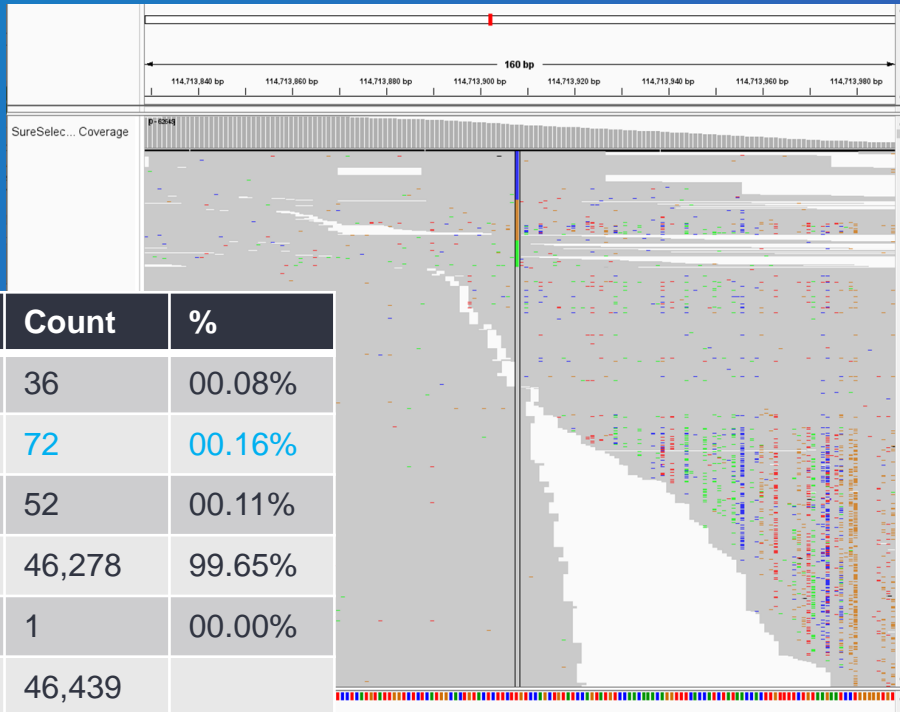 160 bp
114,713,840 bp 114,713,860 bp 114,713,880 bp 114,713,900 bp 114,713,920 bp 114,713,940 bp 114,713,960 bp 114,713,980 bp
SureSelec... Coverage
Count %
36 00.08%
72 00.16%
52 00.11%
46,278 99.65%
1 00.00%
46,439